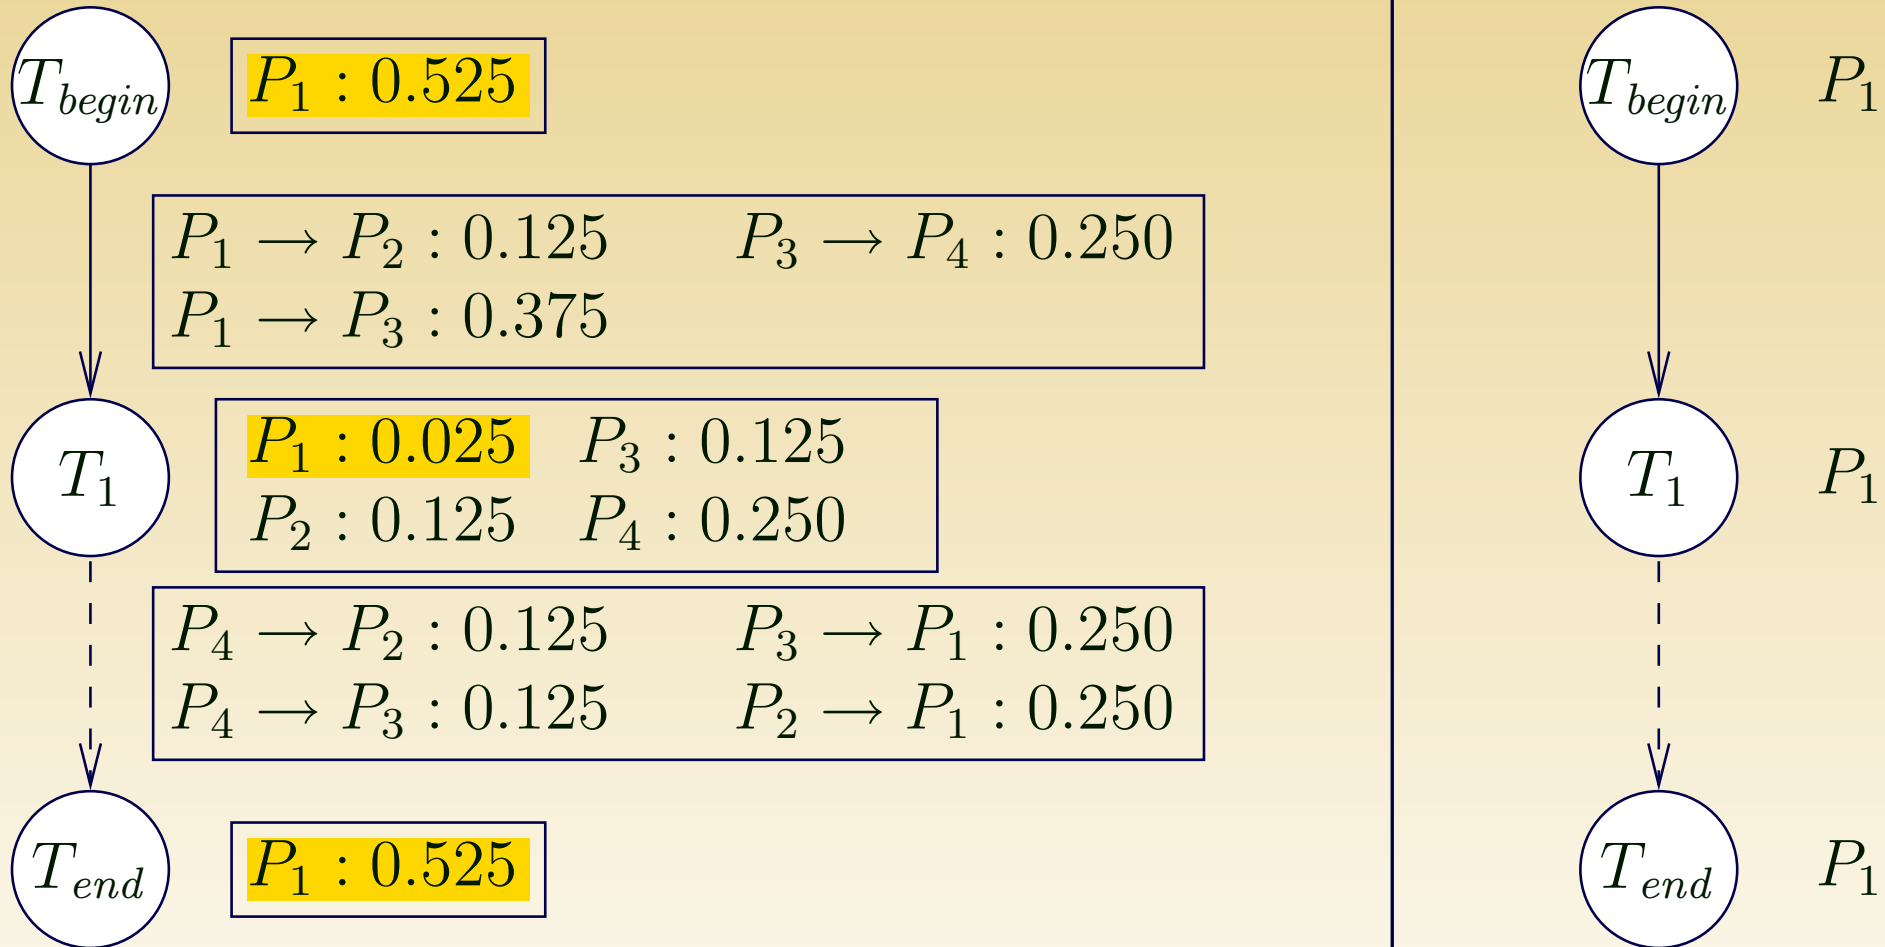 T_begin P_1 : 0.525
P_1 → P_2 : 0.125 P_3 → P_4 : 0.250
P_1 → P_3 : 0.375
T_1
P_1 : 0.025 P_3 : 0.125
P_2 : 0.125 P_4 : 0.250
P_4 → P_2 : 0.125 P_3 → P_1 : 0.250
P_4 → P_3 : 0.125 P_2 → P_1 : 0.250
T_end P_1 : 0.525
T_begin P_1
T_1 P_1
T_end P_1